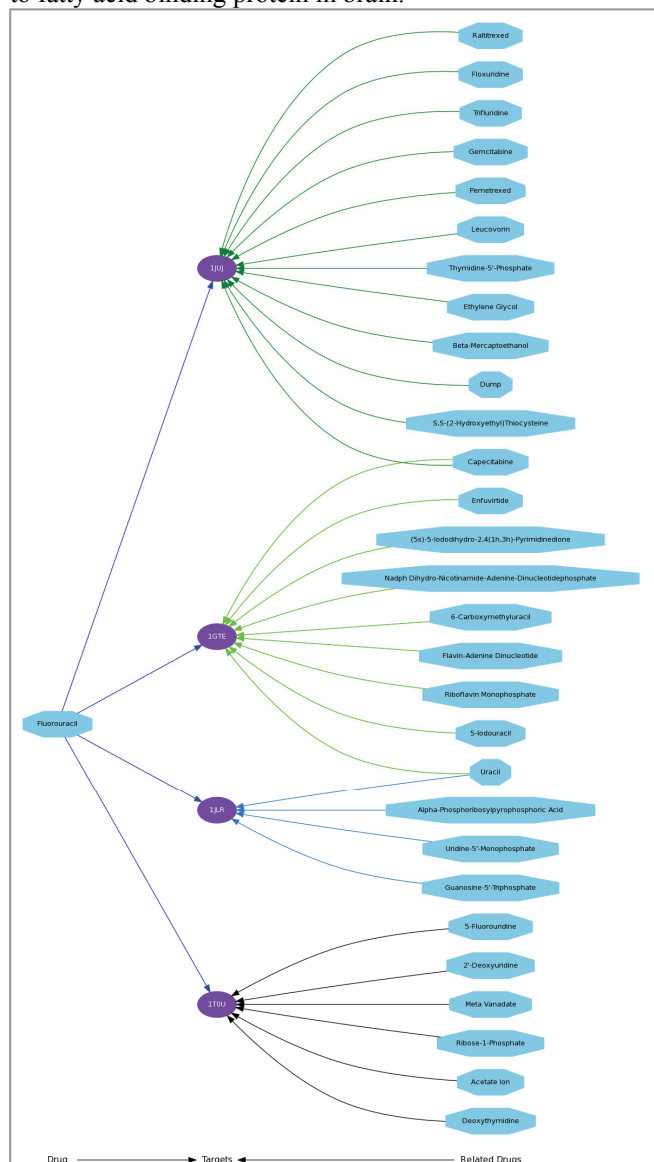 to fatty acid binding protein in brain.
Raltitrexed
Floxuridine
Trifluridine
Gemcitabine
Pemetrexed
Leucovorin
1JUJ
Thymidine-5'-Phosphate
Ethylene Glycol
Beta-Mercaptoethanol
Dump
S,S-(2-Hydroxyethyl)Thiocysteine
Capecitabine
Enfuvirtide
(5s)-5-Iododihydro-2,4(1h,3h)-Pyrimidinedione
Nadph Dihydro-Nicotinamide-Adenine-Dinucleotidephosphate
6-Carboxymethyluracil
1GTE
Flavin-Adenine Dinucleotide
Riboflavin Monophosphate
Fluorouracil
5-Iodouracil
Uracil
1JLR
Alpha-Phosphoribosylpyrophosphoric Acid
Uridine-5'-Monophosphate
Guanosine-5'-Triphosphate
5-Fluorouridine
2'-Deoxyuridine
1T0U
Meta Vanadate
Ribose-1-Phosphate
Acetate Ion
Deoxythymidine
Drug Targets Related Drugs